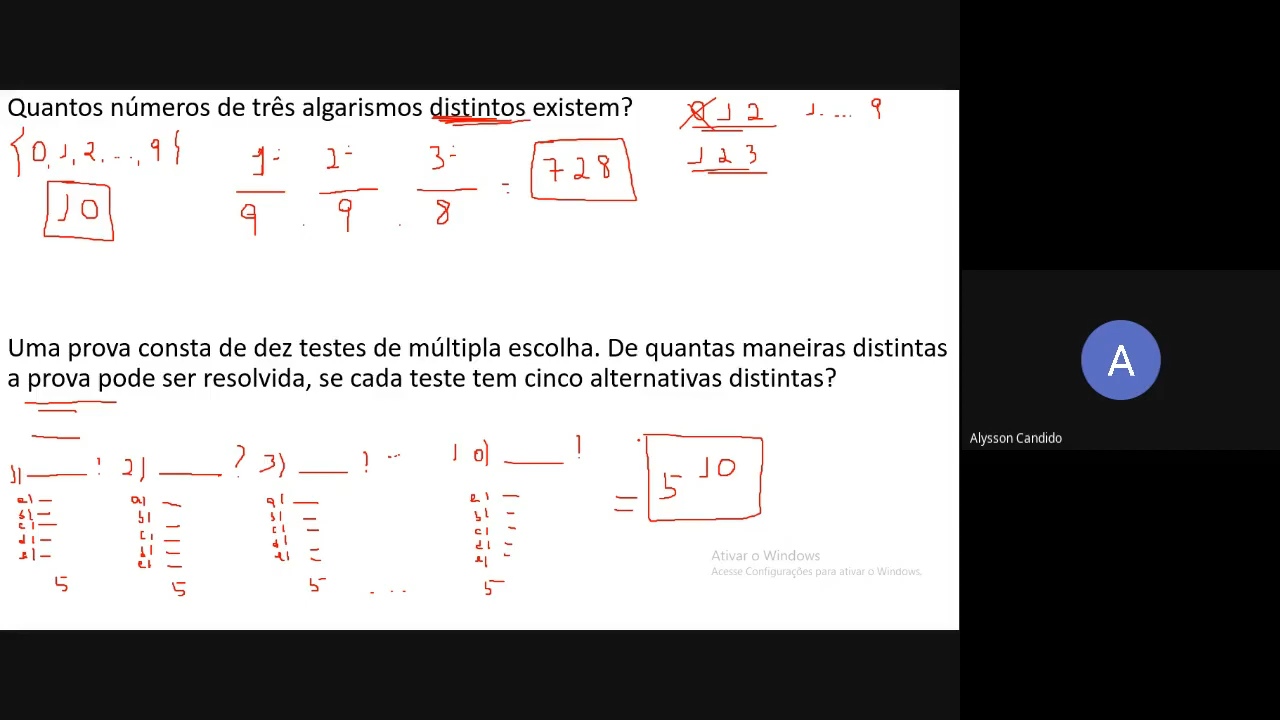 Quantos números de três algarismos distintos existem?
0 1 2 1. ... 9
{0, 1, 2, ..., 9} 1º 2º 3º = 728 1 2 3
10 9 . 9 . 8
Uma prova consta de dez testes de múltipla escolha. De quantas maneiras distintas
a prova pode ser resolvida, se cada teste tem cinco alternativas distintas?
1) ? 2) ? 3) ? ... 10) ? = 5 10
a) a) a) a)
b) b) b) b)
c) c) c) c)
d) d) d) d)
e) e) e) e)
5 5 5 ... 5
Ativar o Windows
Acesse Configurações para ativar o Windows.
A
Alysson Candido